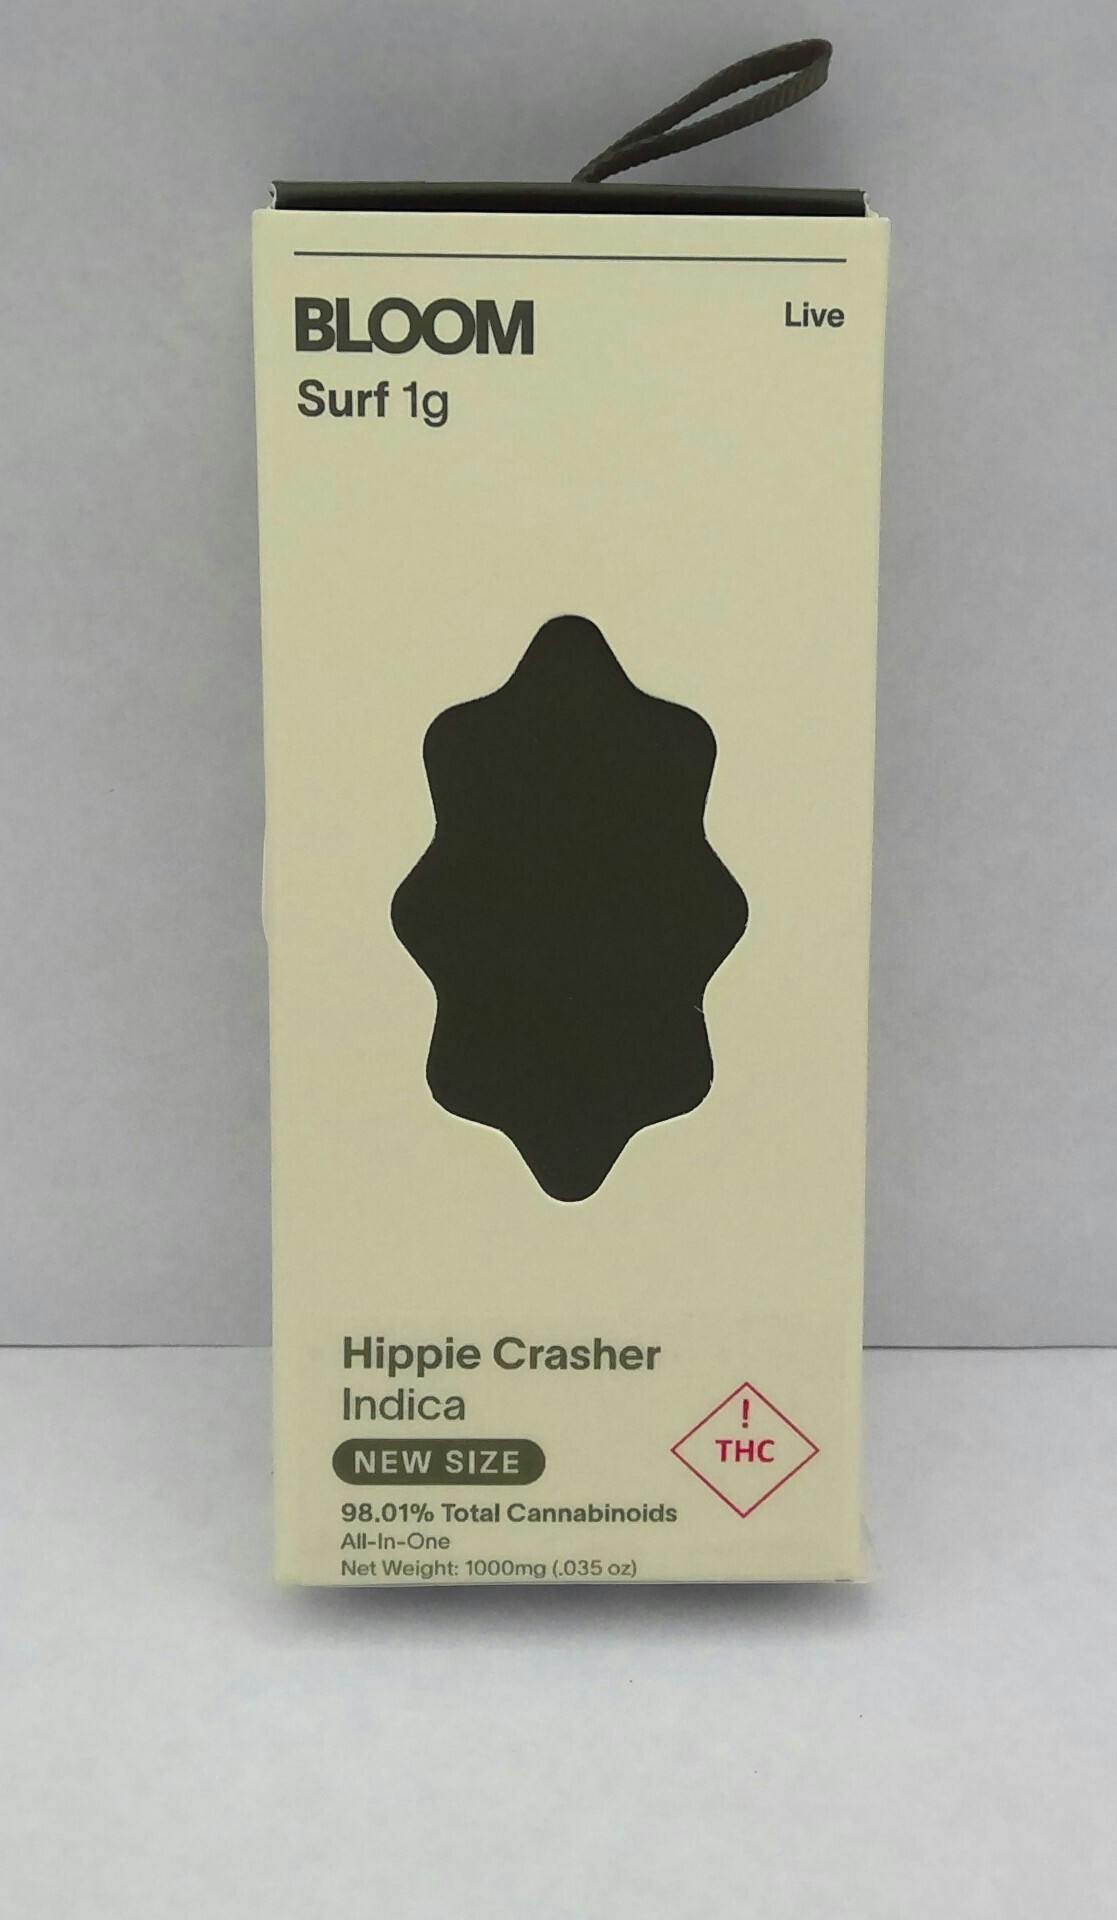 BLOOM
Live
Surf 1g
Hippie Crasher
Indica
NEW SIZE
!
THC
98.01% Total Cannabinoids
All-In-One
Net Weight: 1000mg (.035 oz)